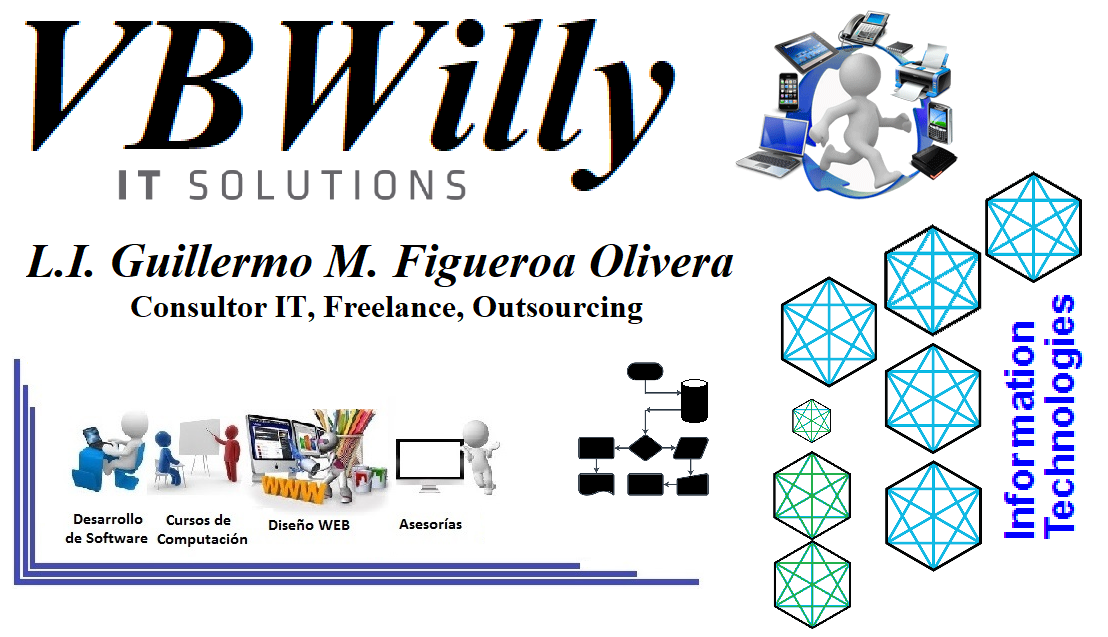 VBWilly
IT SOLUTIONS
L.I. Guillermo M. Figueroa Olivera
Consultor IT, Freelance, Outsourcing
Information
Technologies
WWW
Desarrollo
de Software
Cursos de
Computación
Diseño WEB
Asesorías